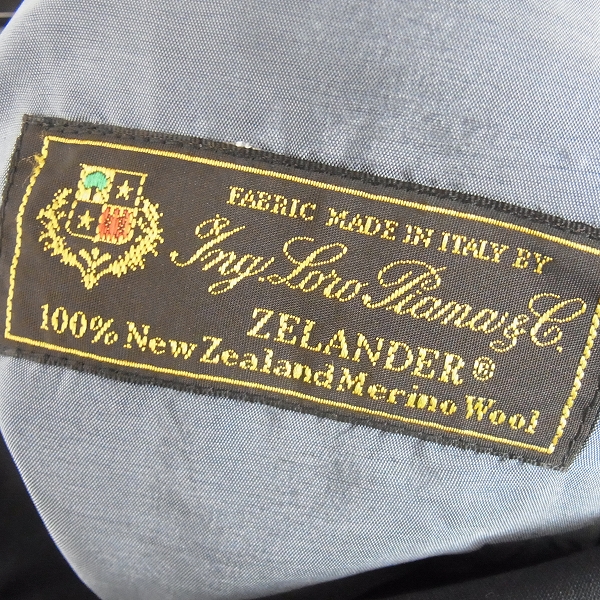 FABRIC MADE IN ITALY BY
Ing. Loro Piana & C.
ZELANDER ®
100% New Zealand Merino Wool